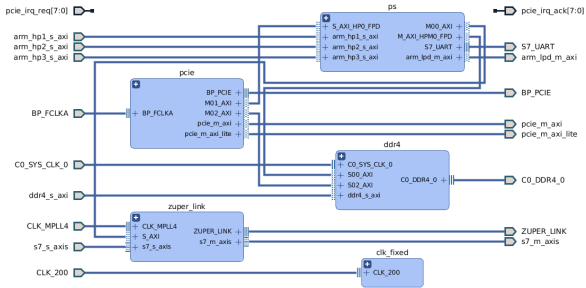 pcie_irq_req[7:0]
pcie_irq_ack[7:0]
ps
S_AXI_HP0_FPD
arm_hp1_s_axi
arm_hp2_s_axi
arm_hp3_s_axi
M00_AXI
M_AXI_HPM0_FPD
S7_UART
arm_lpd_m_axi
arm_hp1_s_axi
arm_hp2_s_axi
arm_hp3_s_axi
S7_UART
arm_lpd_m_axi
pcie
BP_FCLKA
BP_FCLKA
BP_PCIE
M01_AXI
M02_AXI
pcie_m_axi
pcie_m_axi_lite
BP_PCIE
pcie_m_axi
pcie_m_axi_lite
ddr4
C0_SYS_CLK_0
ddr4_s_axi
C0_SYS_CLK_0
S00_AXI
S02_AXI
ddr4_s_axi
C0_DDR4_0
C0_DDR4_0
zuper_link
CLK_MPLL4
s7_s_axis
CLK_MPLL4
S_AXI
s7_s_axis
ZUPER_LINK
s7_m_axis
ZUPER_LINK
s7_m_axis
clk_fixed
CLK_200
CLK_200